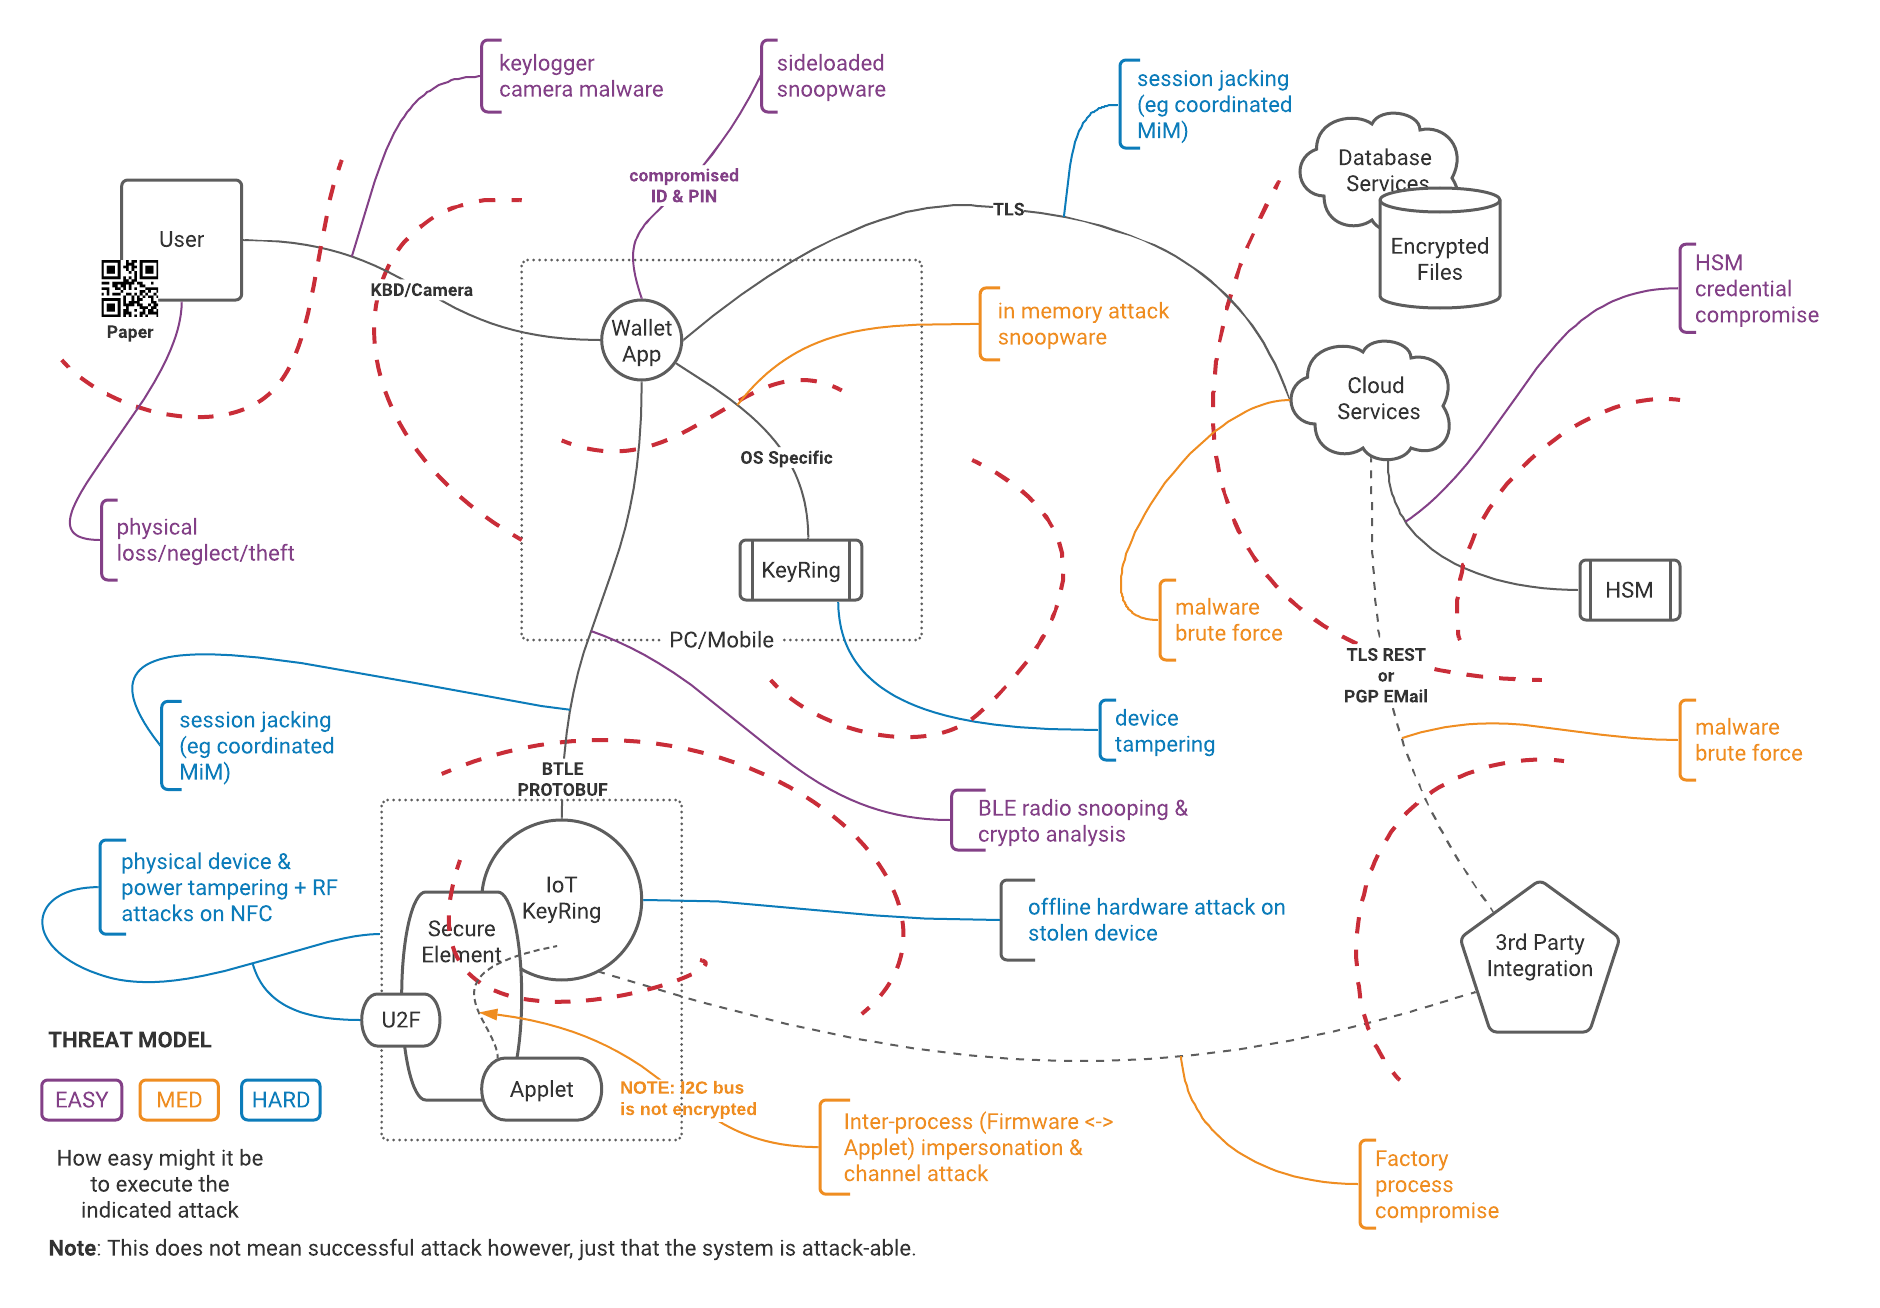 keylogger
camera malware
sideloaded
snoopware
session jacking
(eg coordinated
MiM)
compromised
ID & PIN
Database
Services
Encrypted
Files
User
Paper
KBD/Camera
TLS
Wallet
App
in memory attack
snoopware
HSM
credential
compromise
Cloud
Services
OS Specific
KeyRing
PC/Mobile
physical
loss/neglect/theft
malware
brute force
HSM
TLS REST
or
PGP EMail
session jacking
(eg coordinated
MiM)
device
tampering
malware
brute force
BTLE
PROTOBUF
BLE radio snooping &
crypto analysis
physical device &
power tampering + RF
attacks on NFC
IoT
KeyRing
Secure
Element
offline hardware attack on
stolen device
3rd Party
Integration
U2F
Applet
NOTE: I2C bus
is not encrypted
Inter-process (Firmware <->
Applet) impersonation &
channel attack
Factory
process
compromise
THREAT MODEL
EASY
MED
HARD
How easy might it be
to execute the
indicated attack
Note: This does not mean successful attack however, just that the system is attack-able.